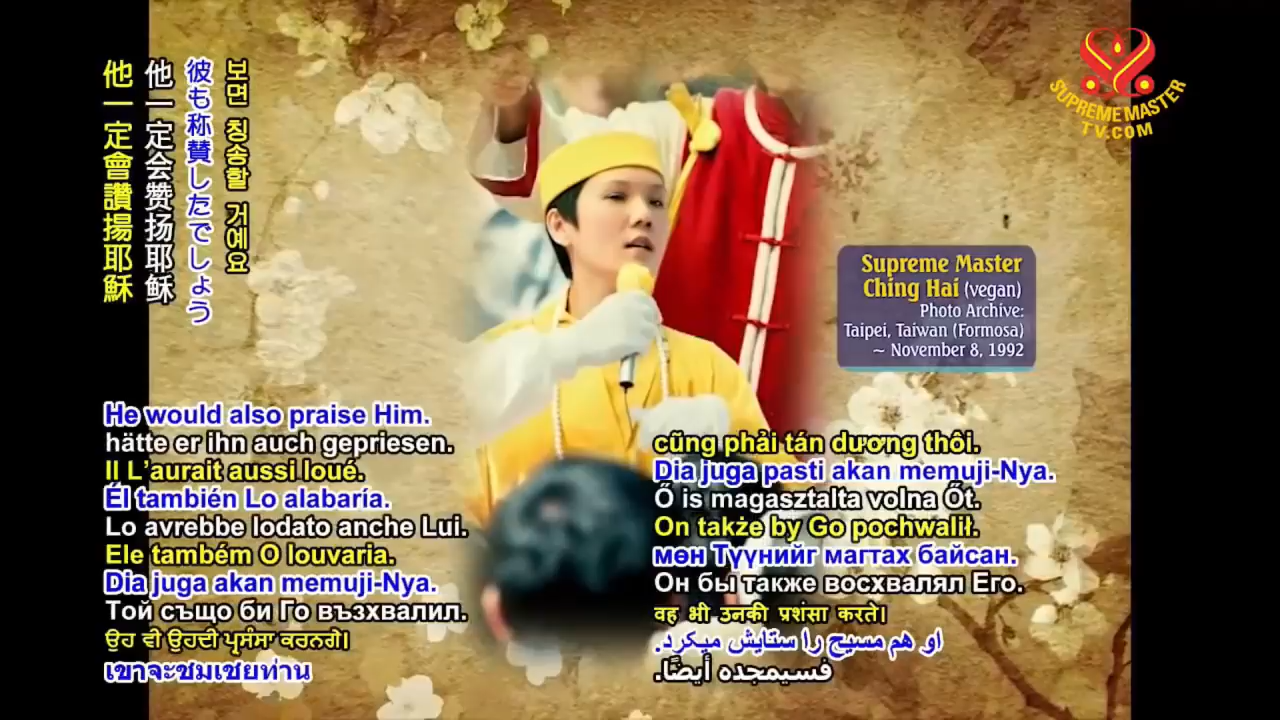 他一定會讚揚耶穌
他一定会赞扬耶稣
彼も称賛したでしょう
보면 칭송할 거예요
SUPREME MASTER
TV.COM
Supreme Master
Ching Hai (vegan)
Photo Archive:
Taipei, Taiwan (Formosa)
~ November 8, 1992
He would also praise Him.
hätte er ihn auch gepriesen.
Il L’aurait aussi loué.
Él también Lo alabaría.
Lo avrebbe lodato anche Lui.
Ele também O louvaria.
Dia juga akan memuji-Nya.
Той също би Го възхвалил.
ਉਹ ਵੀ ਉਹਦੀ ਪ੍ਰਸੰਸਾ ਕਰਨਗੇ।
เขาจะชมเชยท่าน
cũng phải tán dương thôi.
Dia juga pasti akan memuji-Nya.
Ő is magasztalta volna Őt.
On także by Go pochwalił.
мөн Түүнийг магтах байсан.
Он бы также восхвалял Его.
वह भी उनकी प्रशंसा करते।
او هم مسیح را ستایش میکرد.
فسيمجده أيضًا.